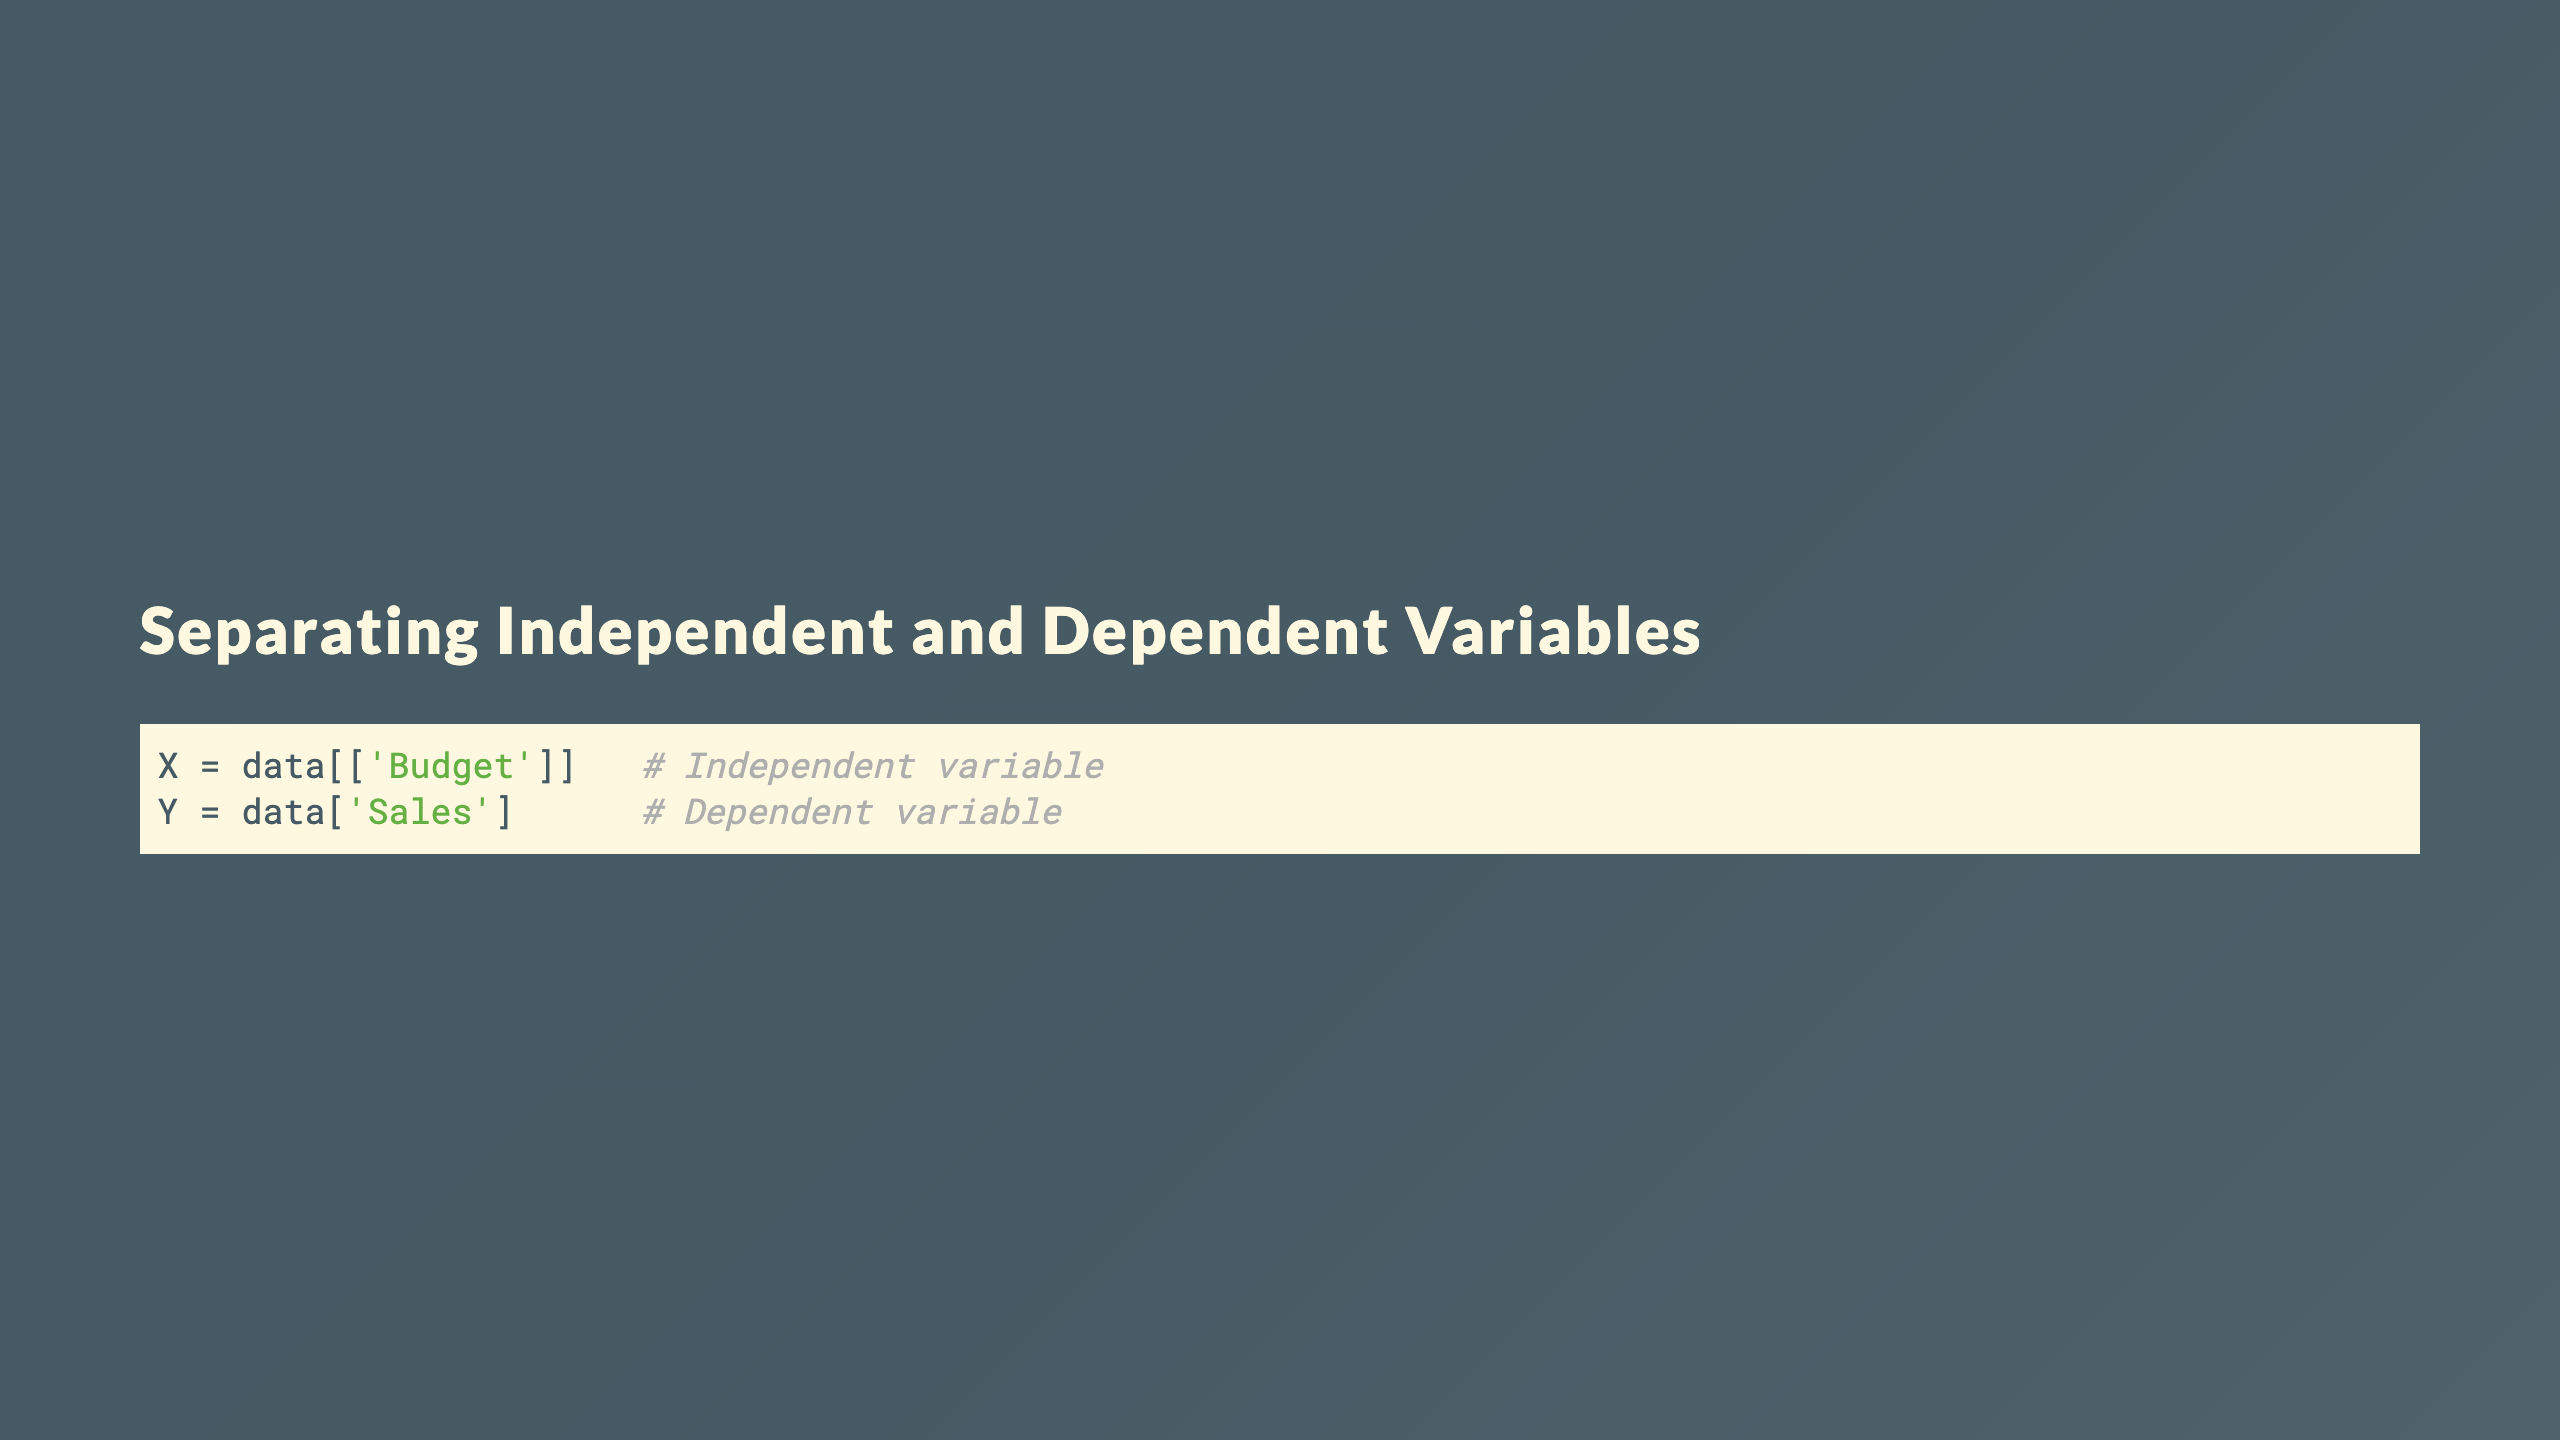 Separating Independent and Dependent Variables
X = data[['Budget']]   # Independent variable
Y = data['Sales']      # Dependent variable